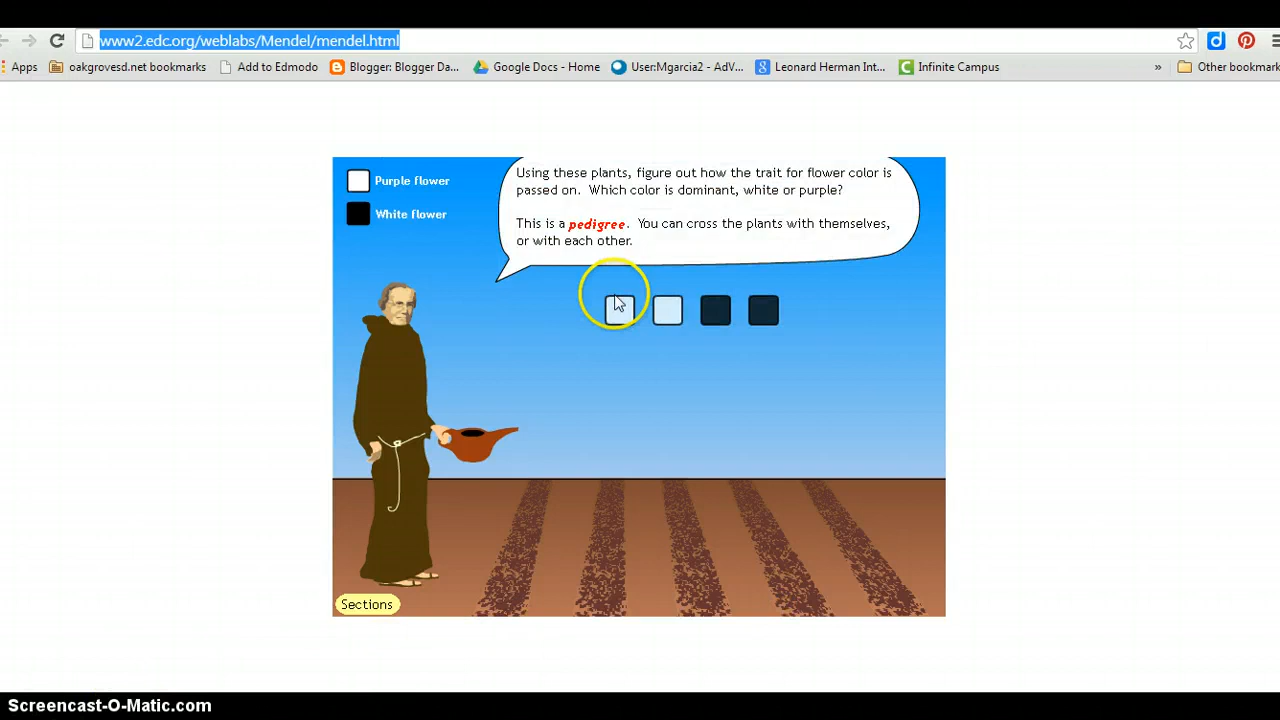 www2.edc.org/weblabs/Mendel/mendel.html
Apps oakgrovesd.net bookmarks Add to Edmodo Blogger: Blogger Da... Google Docs - Home User:Mgarcia2 - AdV... Leonard Herman Int... Infinite Campus » Other bookmark
Purple flower
White flower
Using these plants, figure out how the trait for flower color is
passed on. Which color is dominant, white or purple?
This is a pedigree. You can cross the plants with themselves,
or with each other.
Sections
Screencast-O-Matic.com